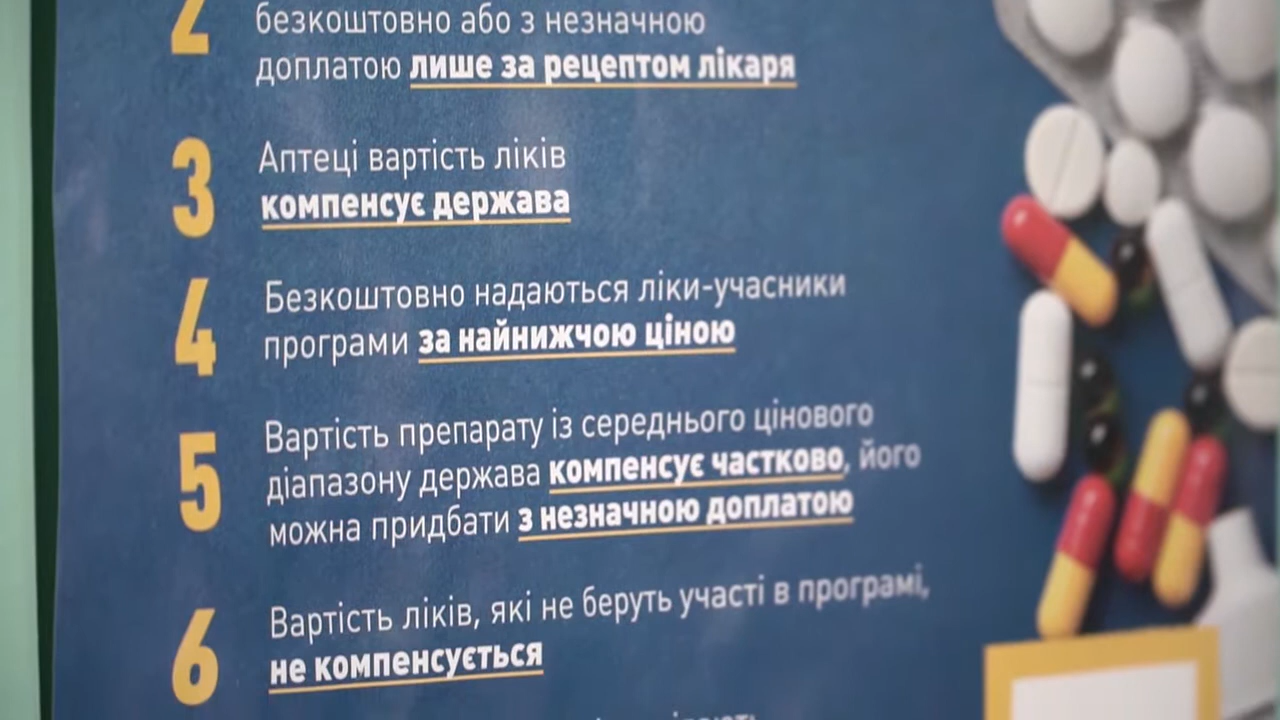 2
безкоштовно або з незначною
доплатою лише за рецептом лікаря
3
Аптеці вартість ліків
компенсує держава
4
Безкоштовно надаються ліки-учасники
програми за найнижчою ціною
5
Вартість препарату із середнього цінового
діапазону держава компенсує частково, його
можна придбати з незначною доплатою
6
Вартість ліків, які не беруть участі в програмі,
не компенсується